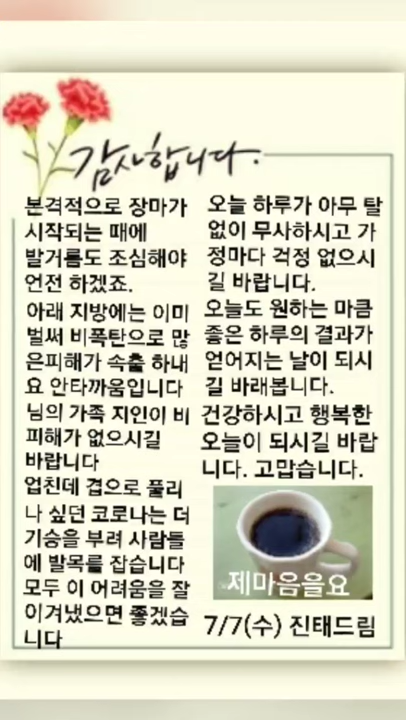 감사합니다.
본격적으로 장마가
시작되는 때에
발거름도 조심해야
언전 하겠죠.
아래 지방에는 이미
벌써 비폭탄으로 많
은피해가 속출 하내
요 안타까움입니다
님의 가족 지인이 비
피해가 없으시길
바랍니다
업친데 겹으로 풀리
나 싶던 코로나는 더
기승을 부려 사람들
에 발목를 잡습니다
모두 이 어려움을 잘
이겨냈으면 좋겠습
니다
오늘 하루가 아무 탈
없이 무사하시고 가
정마다 걱정 없으시
길 바랍니다.
오늘도 원하는 마큼
좋은 하루의 결과가
얻어지는 날이 되시
길 바래봅니다.
건강하시고 행복한
오늘이 되시길 바랍
니다. 고맙습니다.
제마음을요
7/7(수) 진태드림